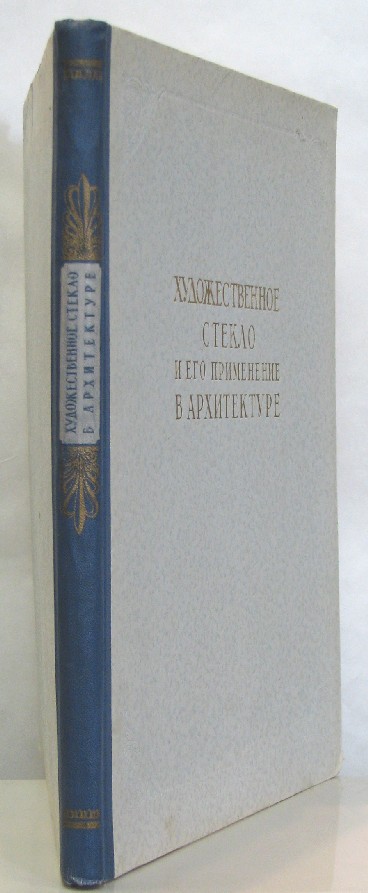 ХУДОЖЕСТВЕННОЕ
СТЕКЛО
И ЕГО ПРИМЕНЕНИЕ
В АРХИТЕКТУРЕ
ХУДОЖЕСТВЕННОЕ СТЕКЛО
В АРХИТЕКТУРЕ